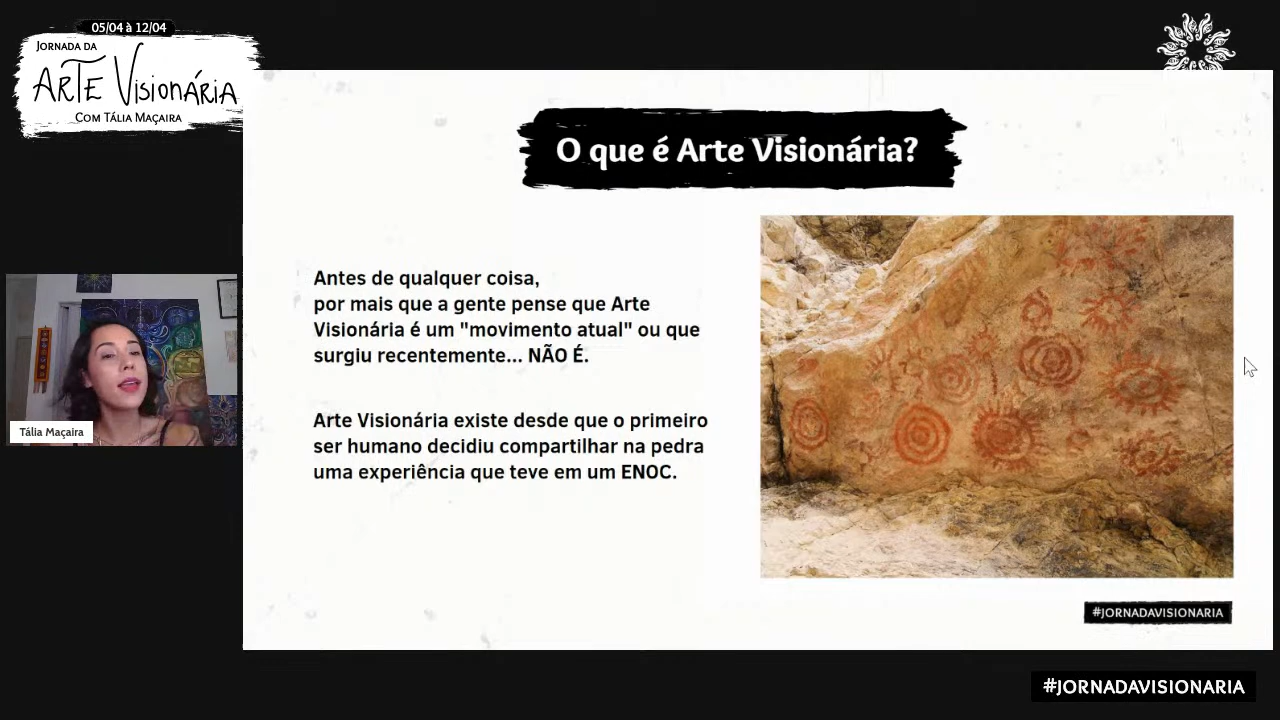 05/04 à 12/04
JORNADA DA
ARTE VISIONÁRIA
COM TÁLIA MAÇAIRA
O que é Arte Visionária?
Antes de qualquer coisa,
por mais que a gente pense que Arte
Visionária é um "movimento atual" ou que
surgiu recentemente... NÃO É.
Arte Visionária existe desde que o primeiro
ser humano decidiu compartilhar na pedra
uma experiência que teve em um ENOC.
Tália Maçaira
#JORNADAVISIONARIA
#JORNADAVISIONARIA